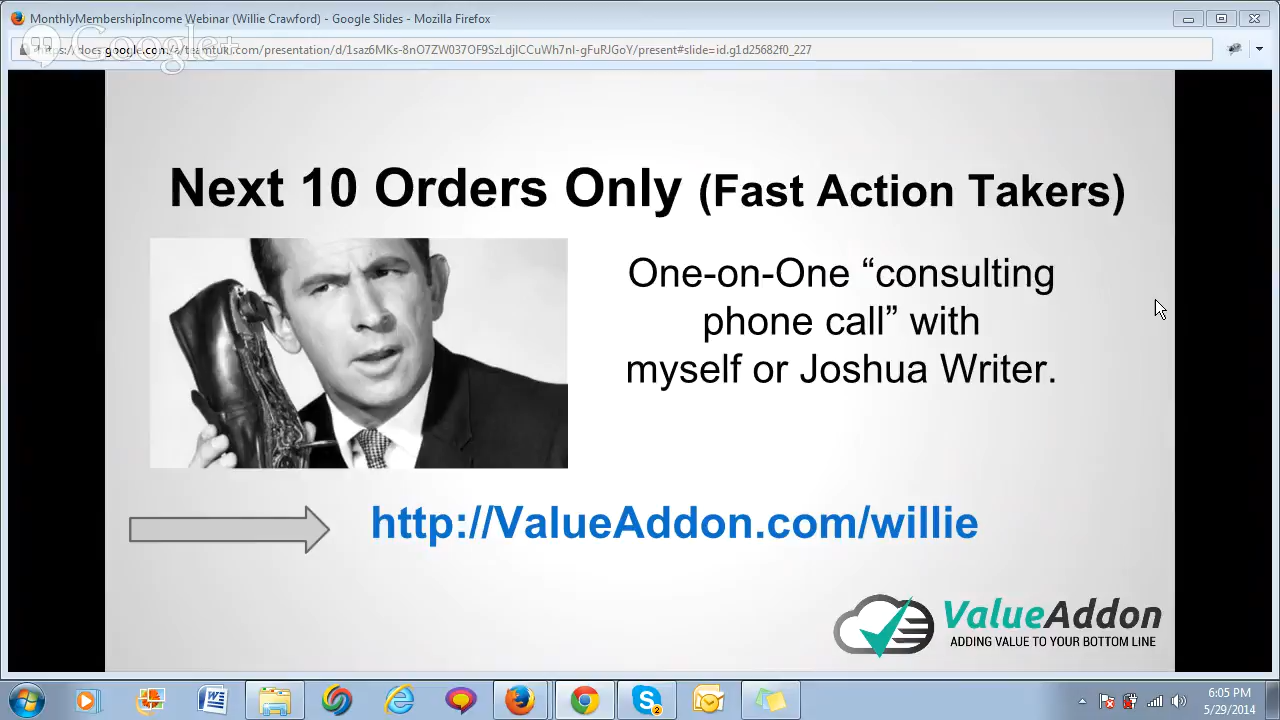 MonthlyMembershipIncome Webinar (Willie Crawford) - Google Slides - Mozilla Firefox
Google+
Next 10 Orders Only (Fast Action Takers)
One-on-One “consulting
phone call” with
myself or Joshua Writer.
http://ValueAddon.com/willie
ValueAddon
ADDING VALUE TO YOUR BOTTOM LINE
2
6:05 PM
5/29/2014